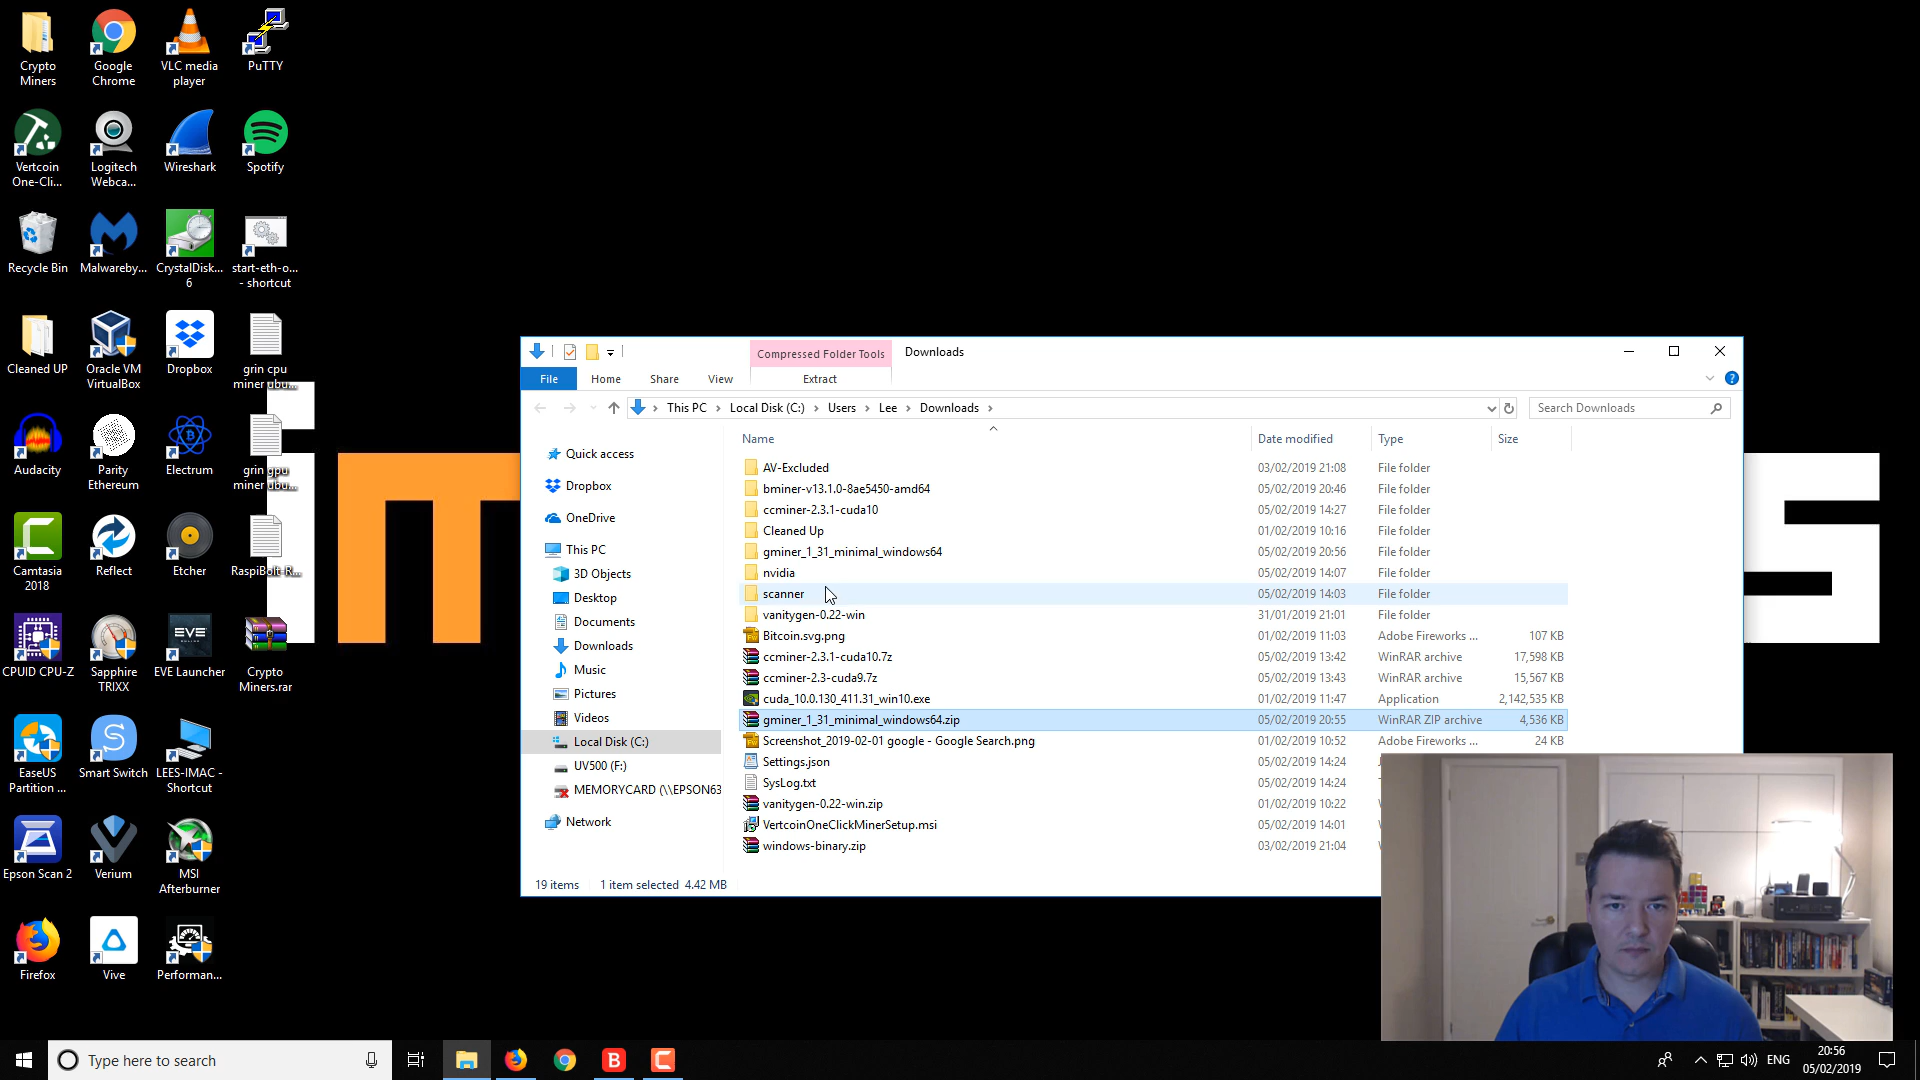 Crypto
Miners
Google
Chrome
VLC media
player
PuTTY
Vertcoin
One-Cli...
Logitech
Webca...
Wireshark
Spotify
Recycle Bin
Malwareby...
CrystalDisk...
6
start-eth-o...
- shortcut
Cleaned UP
Oracle VM
VirtualBox
Dropbox
grin cpu
miner ubu...
Audacity
Parity
Ethereum
Electrum
grin gpu
miner ubu...
Camtasia
2018
Reflect
Etcher
RaspiBolt-R...
CPUID CPU-Z
Sapphire
TRIXX
EVE
EVE Launcher
Crypto
Miners.rar
EaseUS
Partition ...
Smart Switch
LEES-IMAC -
Shortcut
Epson Scan 2
Verium
MSI
Afterburner
Firefox
Vive
Performan...
Compressed Folder Tools
Downloads
File
Home
Share
View
Extract
This PC
Local Disk (C:)
Users
Lee
Downloads
Search Downloads
Quick access
Dropbox
OneDrive
This PC
3D Objects
Desktop
Documents
Downloads
Music
Pictures
Videos
Local Disk (C:)
UV500 (F:)
MEMORYCARD (\\EPSON63
Network
Name Date modified Type Size
AV-Excluded 03/02/2019 21:08 File folder
bminer-v13.1.0-8ae5450-amd64 05/02/2019 20:46 File folder
ccminer-2.3.1-cuda10 05/02/2019 14:27 File folder
Cleaned Up 01/02/2019 10:16 File folder
gminer_1_31_minimal_windows64 05/02/2019 20:56 File folder
nvidia 05/02/2019 14:07 File folder
scanner 05/02/2019 14:03 File folder
vanitygen-0.22-win 31/01/2019 21:01 File folder
Bitcoin.svg.png 01/02/2019 11:03 Adobe Fireworks ... 107 KB
ccminer-2.3.1-cuda10.7z 05/02/2019 13:42 WinRAR archive 17,598 KB
ccminer-2.3-cuda9.7z 05/02/2019 13:43 WinRAR archive 15,567 KB
cuda_10.0.130_411.31_win10.exe 01/02/2019 11:47 Application 2,142,535 KB
gminer_1_31_minimal_windows64.zip 05/02/2019 20:55 WinRAR ZIP archive 4,536 KB
Screenshot_2019-02-01 google - Google Search.png 01/02/2019 10:52 Adobe Fireworks ... 24 KB
Settings.json 05/02/2019 14:24
SysLog.txt 05/02/2019 14:24
vanitygen-0.22-win.zip 01/02/2019 10:22
VertcoinOneClickMinerSetup.msi 05/02/2019 14:01
windows-binary.zip 03/02/2019 21:04
19 items 1 item selected 4.42 MB
Type here to search
ENG
20:56
05/02/2019